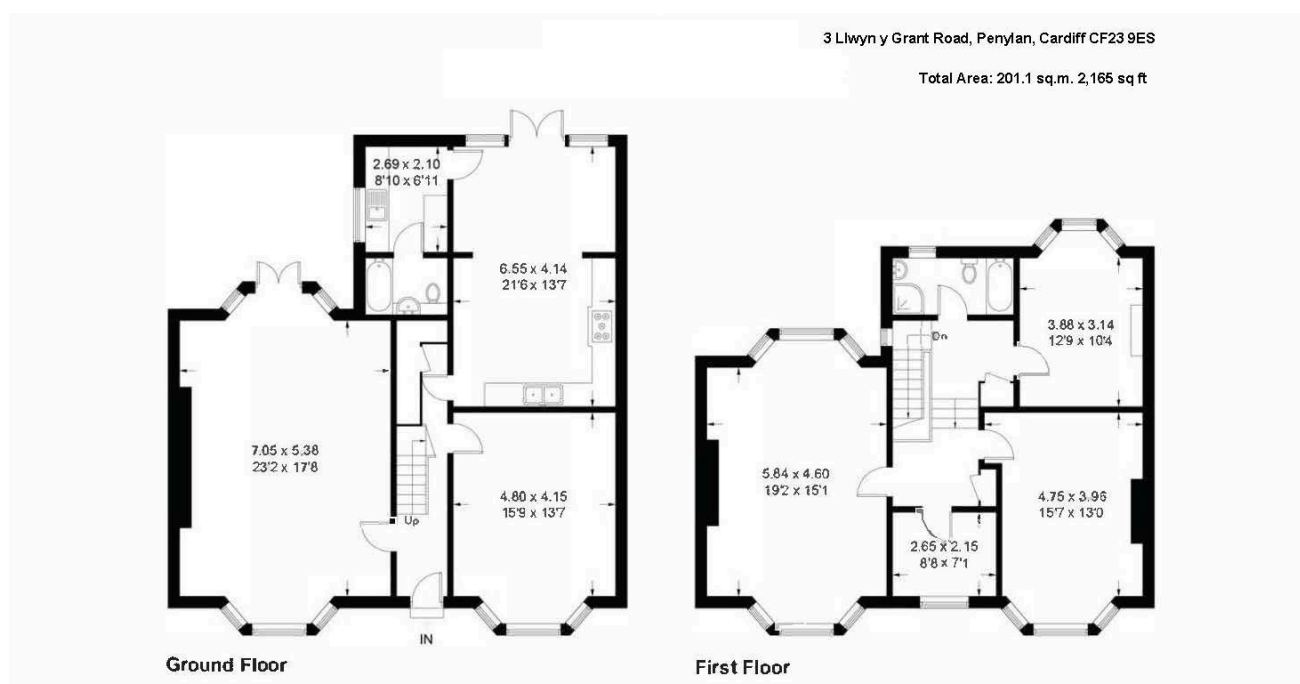 3 Llwyn y Grant Road, Penylan, Cardiff CF23 9ES
Total Area: 201.1 sq.m. 2,165 sq ft
2.69 x 2.10
8'10 x 6'11
6.55 x 4.14
21'6 x 13'7
7.05 x 5.38
23'2 x 17'8
4.80 x 4.15
15'9 x 13'7
Up
IN
Ground Floor
Dn
3.88 x 3.14
12'9 x 10'4
5.84 x 4.60
19'2 x 15'1
4.75 x 3.96
15'7 x 13'0
2.65 x 2.15
8'8 x 7'1
First Floor